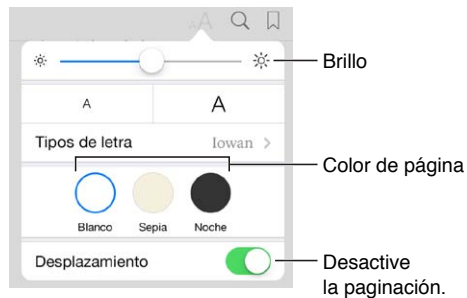 AA
Brillo
A A
Tipos de letra Iowan >
Color de página
Blanco Sepia Noche
Desplazamiento
Desactive
la paginación.